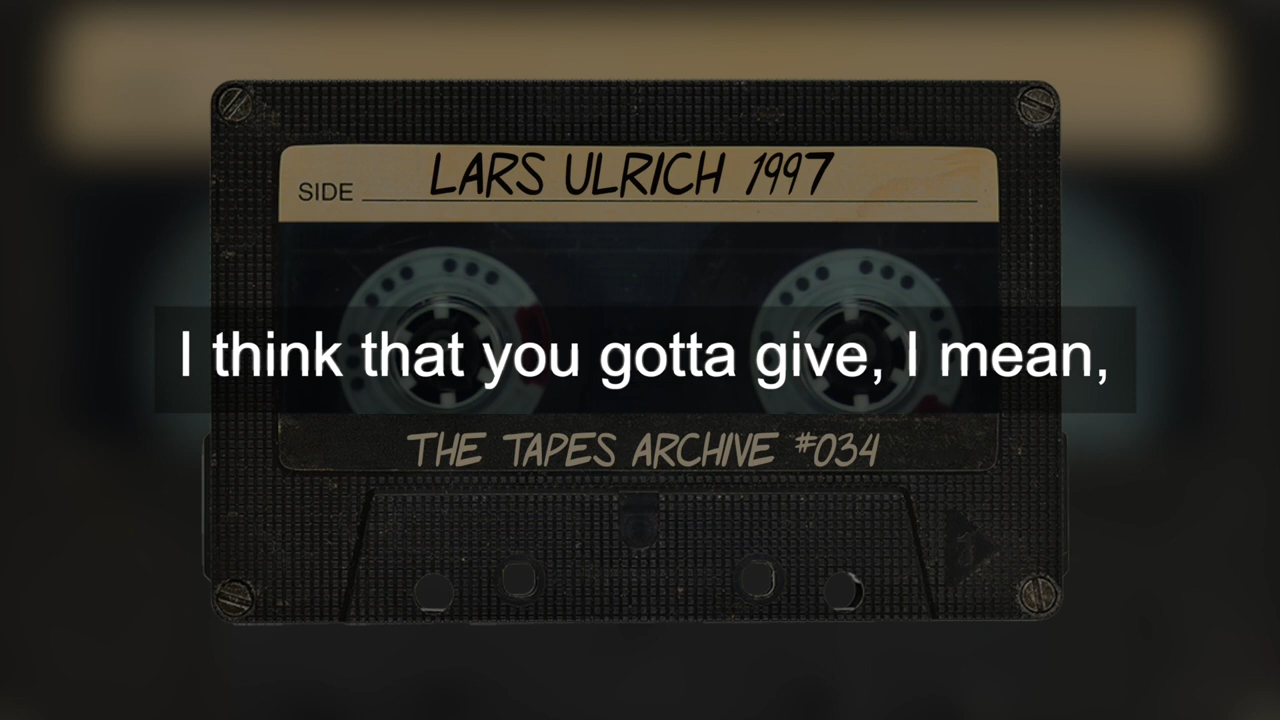 LARS ULRICH 1997
SIDE
I think that you gotta give, I mean,
THE TAPES ARCHIVE #034